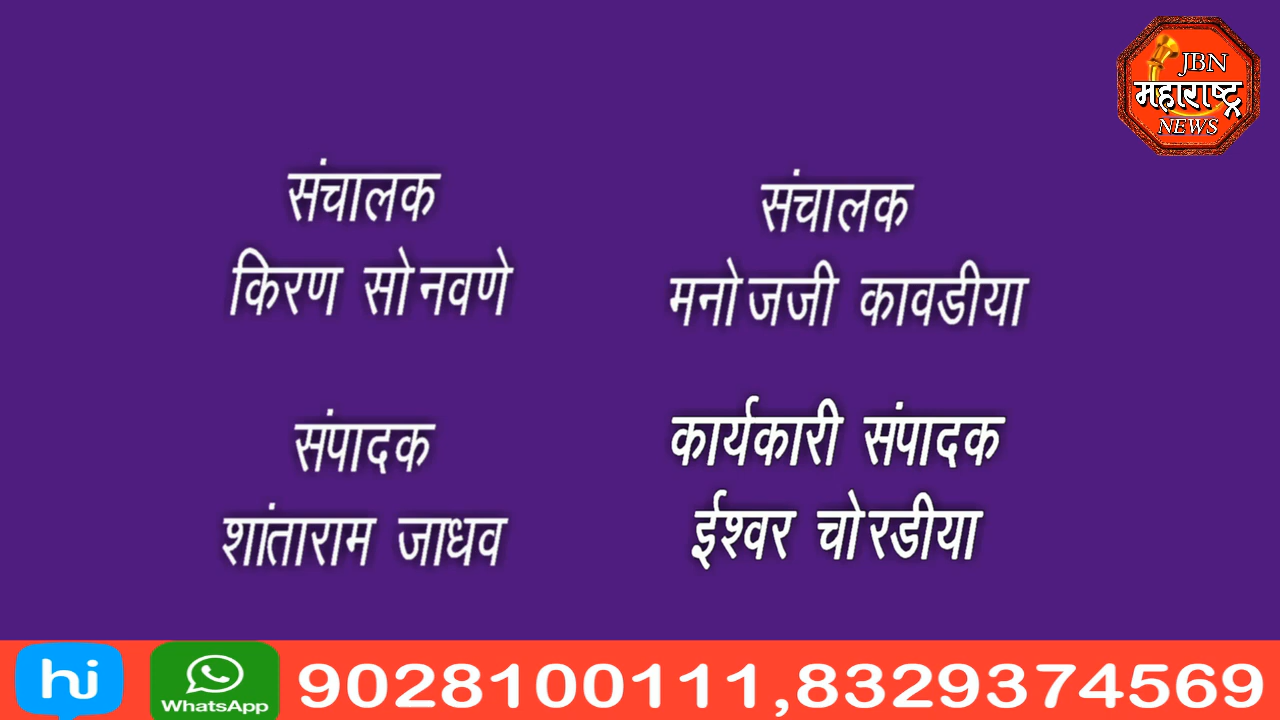 JBN
महाराष्ट्र
NEWS
संचालक
किरण सोनवणे
संचालक
मनोजजी कावडीया
संपादक
शांताराम जाधव
कार्यकारी संपादक
ईश्वर चोरडीया
hi
WhatsApp
9028100111,8329374569